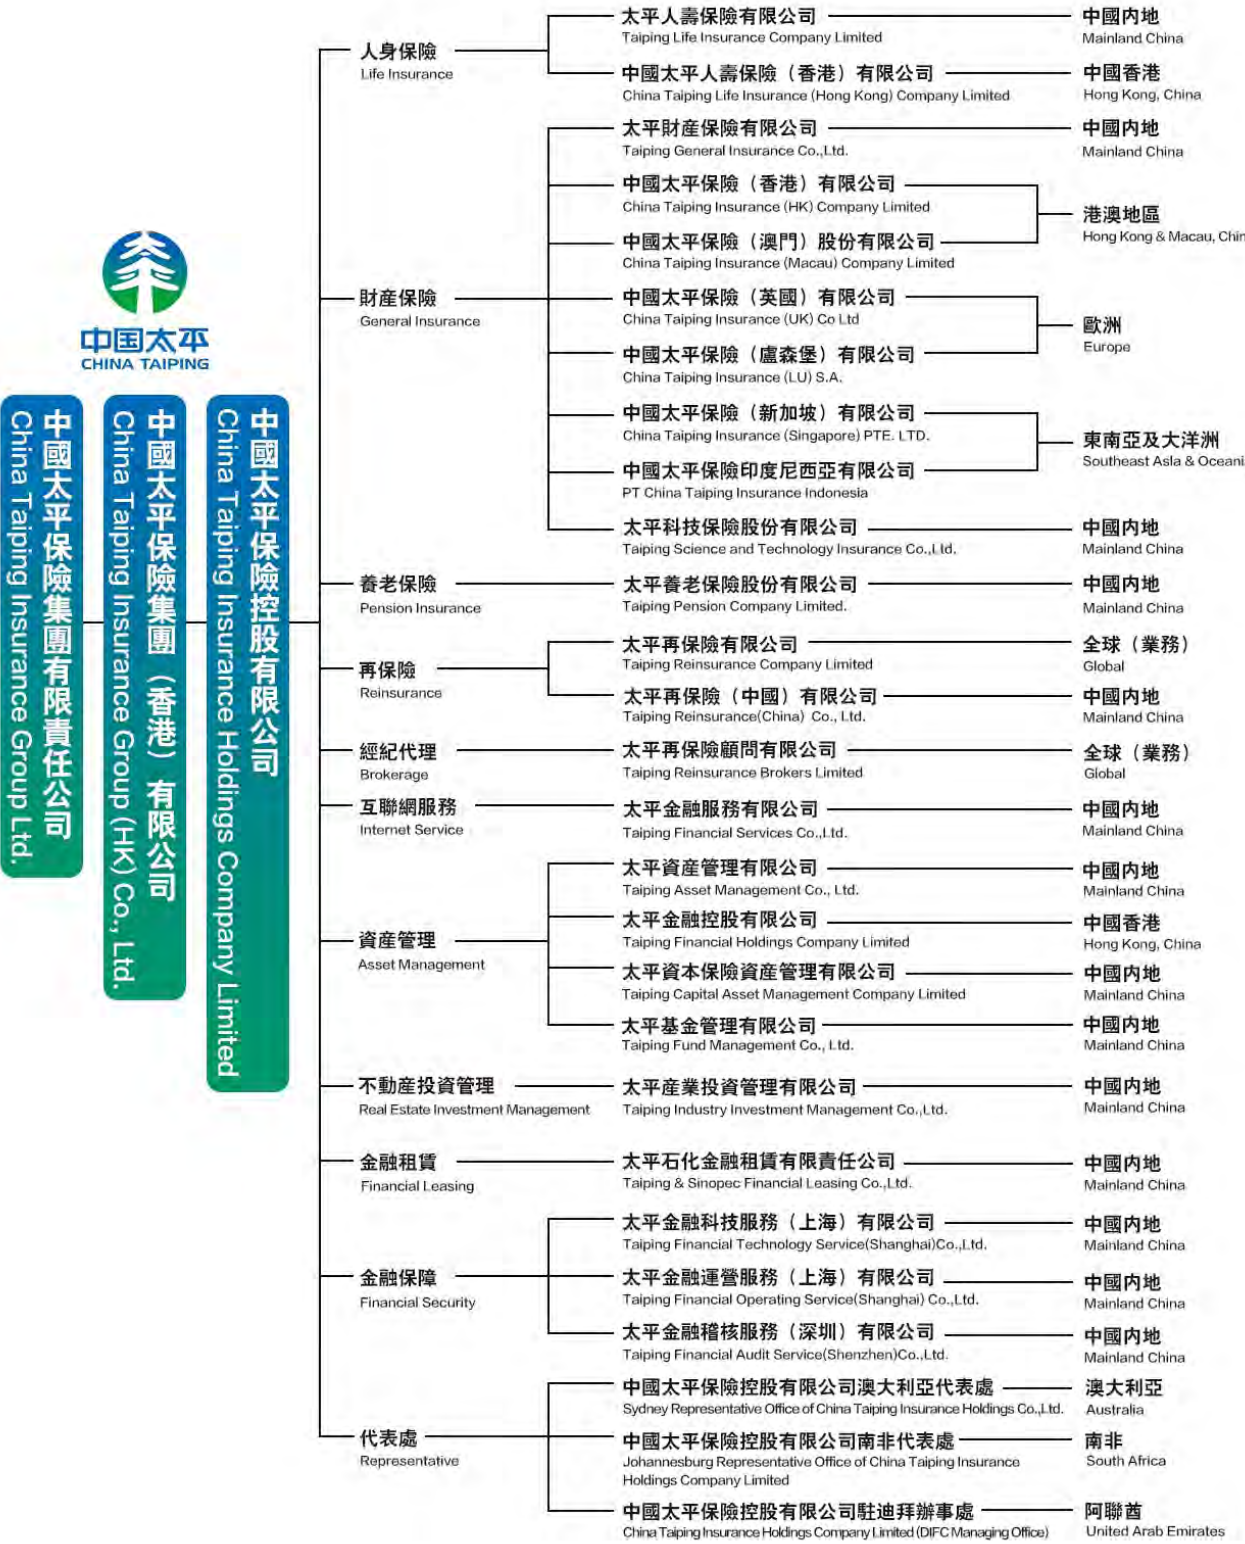 中国太平
CHINA TAIPING
中國太平保險集團有限責任公司
China Taiping Insurance Group Ltd.
中國太平保險集團（香港）有限公司
China Taiping Insurance Group (HK) Co., Ltd.
中國太平保險控股有限公司
China Taiping Insurance Holdings Company Limited
人身保險
Life Insurance
太平人壽保險有限公司
Taiping Life Insurance Company Limited
中國内地
Mainland China
中國太平人壽保險（香港）有限公司
China Taiping Life Insurance (Hong Kong) Company Limited
中國香港
Hong Kong, China
財産保險
General Insurance
太平財産保險有限公司
Taiping General Insurance Co.,Ltd.
中國内地
Mainland China
中國太平保險（香港）有限公司
China Taiping Insurance (HK) Company Limited
中國太平保險（澳門）股份有限公司
China Taiping Insurance (Macau) Company Limited
港澳地區
Hong Kong & Macau, Chin
中國太平保險（英國）有限公司
China Taiping Insurance (UK) Co Ltd
中國太平保險（盧森堡）有限公司
China Taiping Insurance (LU) S.A.
歐洲
Europe
中國太平保險（新加坡）有限公司
China Taiping Insurance (Singapore) PTE. LTD.
中國太平保險印度尼西亞有限公司
PT China Taiping Insurance Indonesia
東南亞及大洋洲
Southeast Asla & Oceani
太平科技保險股份有限公司
Taiping Science and Technology Insurance Co.,Ltd.
中國内地
Mainland China
養老保險
Pension Insurance
太平養老保險股份有限公司
Taiping Pension Company Limited.
中國内地
Mainland China
再保險
Reinsurance
太平再保險有限公司
Taiping Reinsurance Company Limited
全球（業務）
Global
太平再保險（中國）有限公司
Taiping Reinsurance(China) Co., Ltd.
中國内地
Mainland China
經紀代理
Brokerage
太平再保險顧問有限公司
Taiping Reinsurance Brokers Limited
全球（業務）
Global
互聯網服務
Internet Service
太平金融服務有限公司
Taiping Financial Services Co.,Ltd.
中國内地
Mainland China
資産管理
Asset Management
太平資産管理有限公司
Taiping Asset Management Co., Ltd.
中國内地
Mainland China
太平金融控股有限公司
Taiping Financial Holdings Company Limited
中國香港
Hong Kong, China
太平資本保險資産管理有限公司
Taiping Capital Asset Management Company Limited
中國内地
Mainland China
太平基金管理有限公司
Taiping Fund Management Co., Ltd.
中國内地
Mainland China
不動産投資管理
Real Estate Investment Management
太平産業投資管理有限公司
Taiping Industry Investment Management Co.,Ltd.
中國内地
Mainland China
金融租賃
Financial Leasing
太平石化金融租賃有限責任公司
Taiping & Sinopec Financial Leasing Co.,Ltd.
中國内地
Mainland China
金融保障
Financial Security
太平金融科技服務（上海）有限公司
Taiping Financial Technology Service(Shanghai)Co.,Ltd.
中國内地
Mainland China
太平金融運營服務（上海）有限公司
Taiping Financial Operating Service(Shanghai) Co.,Ltd.
中國内地
Mainland China
太平金融稽核服務（深圳）有限公司
Taiping Financial Audit Service(Shenzhen)Co.,Ltd.
中國内地
Mainland China
代表處
Representative
中國太平保險控股有限公司澳大利亞代表處
Sydney Representative Office of China Taiping Insurance Holdings Co.,Ltd.
澳大利亞
Australia
中國太平保險控股有限公司南非代表處
Johannesburg Representative Office of China Taiping Insurance
Holdings Company Limited
南非
South Africa
中國太平保險控股有限公司駐迪拜辦事處
China Taiping Insurance Holdings Company Limited (DIFC Managing Office)
阿聯酋
United Arab Emirates